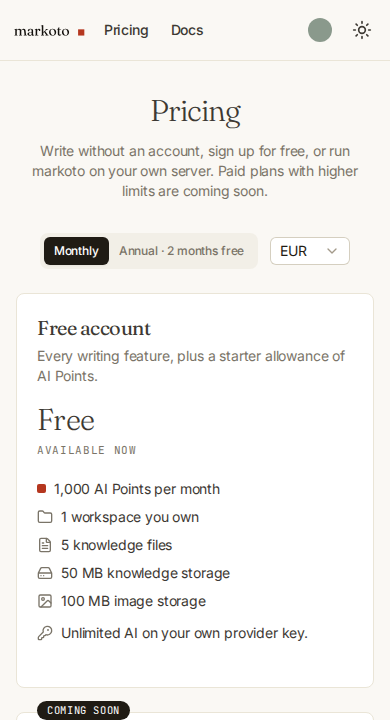 markoto Pricing Docs
Pricing
Write without an account, sign up for free, or run
markoto on your own server. Paid plans with higher
limits are coming soon.
Monthly Annual · 2 months free EUR
Free account
Every writing feature, plus a starter allowance of
AI Points.
Free
AVAILABLE NOW
1,000 AI Points per month
1 workspace you own
5 knowledge files
50 MB knowledge storage
100 MB image storage
Unlimited AI on your own provider key.
COMING SOON